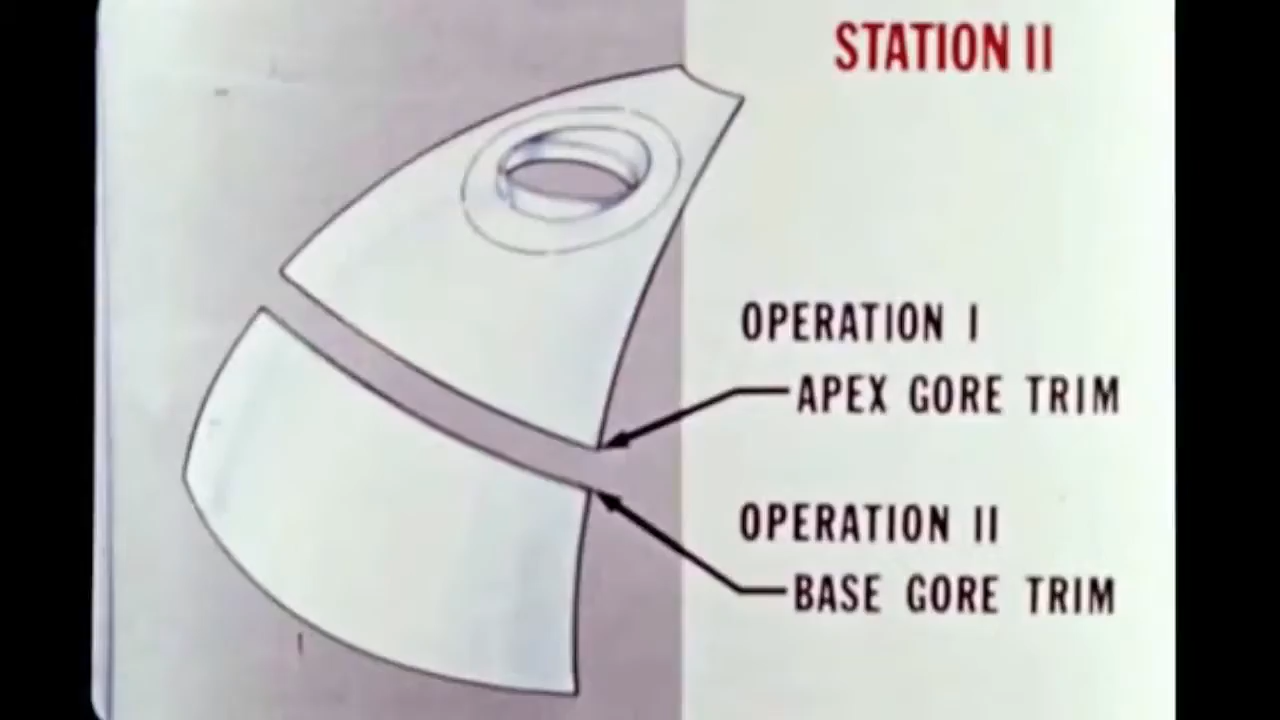 STATION II
OPERATION I
APEX GORE TRIM
OPERATION II
BASE GORE TRIM